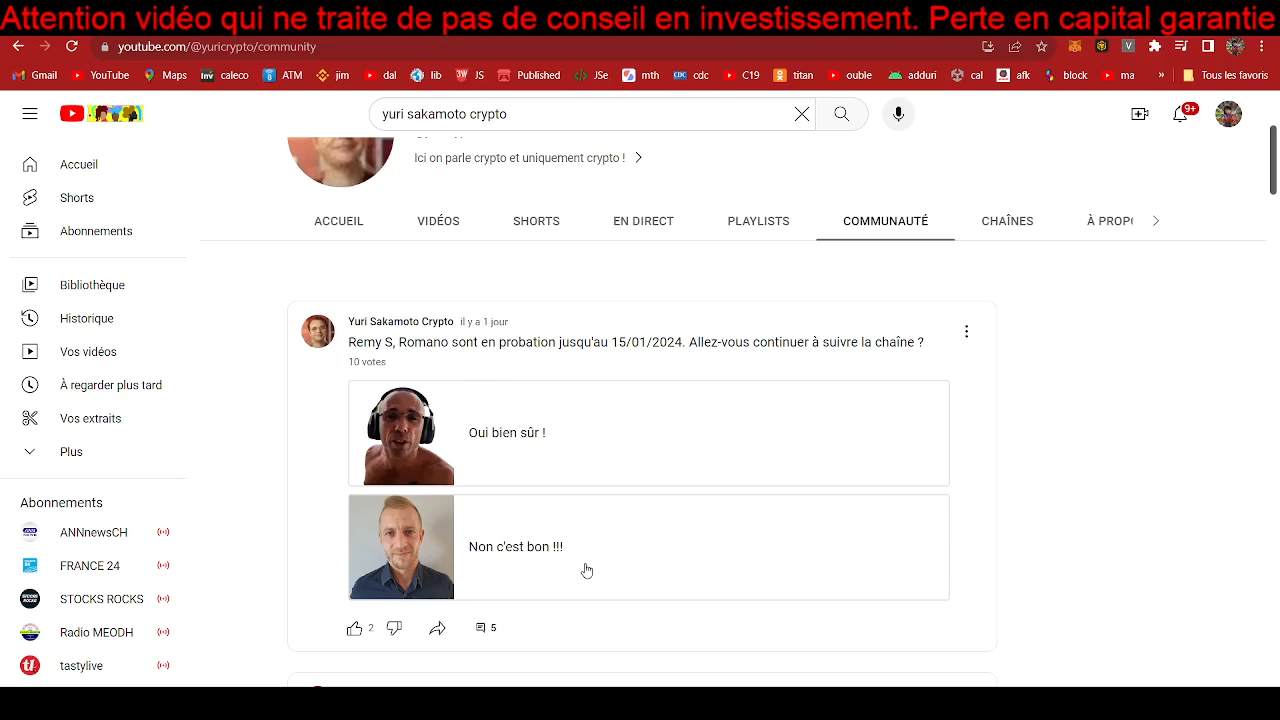 Attention vidéo qui ne traite de pas de conseil en investissement. Perte en capital garantie
youtube.com/@yuricrypto/community
Gmail YouTube Maps caleco ATM jim dal lib JS Published JSe mth cdc C19 titan ouble adduri cal afk block ma » Tous les favoris
yuri sakamoto crypto
9+
Ici on parle crypto et uniquement crypto !
Accueil
Shorts
Abonnements
Bibliothèque
Historique
Vos vidéos
À regarder plus tard
Vos extraits
Plus
Abonnements
ANNnewsCH
FRANCE 24
STOCKS ROCKS
Radio MEODH
tastylive
ACCUEIL VIDÉOS SHORTS EN DIRECT PLAYLISTS COMMUNAUTÉ CHAÎNES À PROP
Yuri Sakamoto Crypto il y a 1 jour
Remy S, Romano sont en probation jusqu'au 15/01/2024. Allez-vous continuer à suivre la chaîne ?
10 votes
Oui bien sûr !
Non c'est bon !!!
2 5